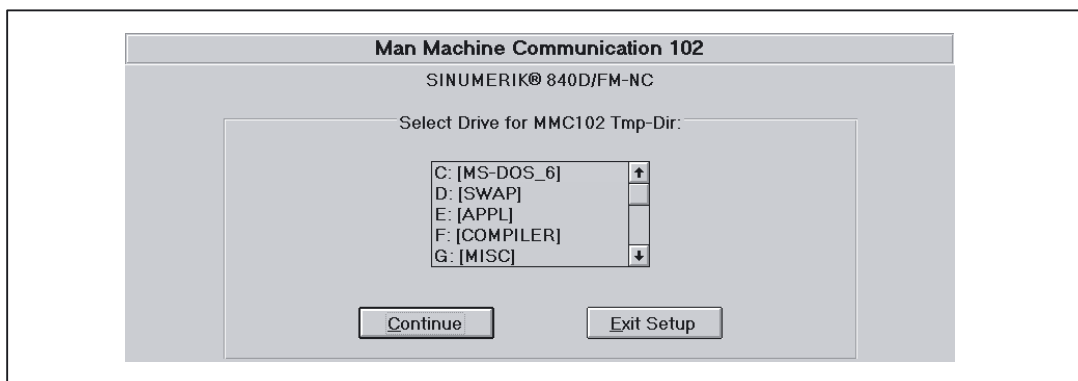 Man Machine Communication 102
SINUMERIK® 840D/FM-NC
Select Drive for MMC102 Tmp-Dir:
C: [MS-DOS_6]
D: [SWAP]
E: [APPL]
F: [COMPILER]
G: [MISC]
Continue Exit Setup